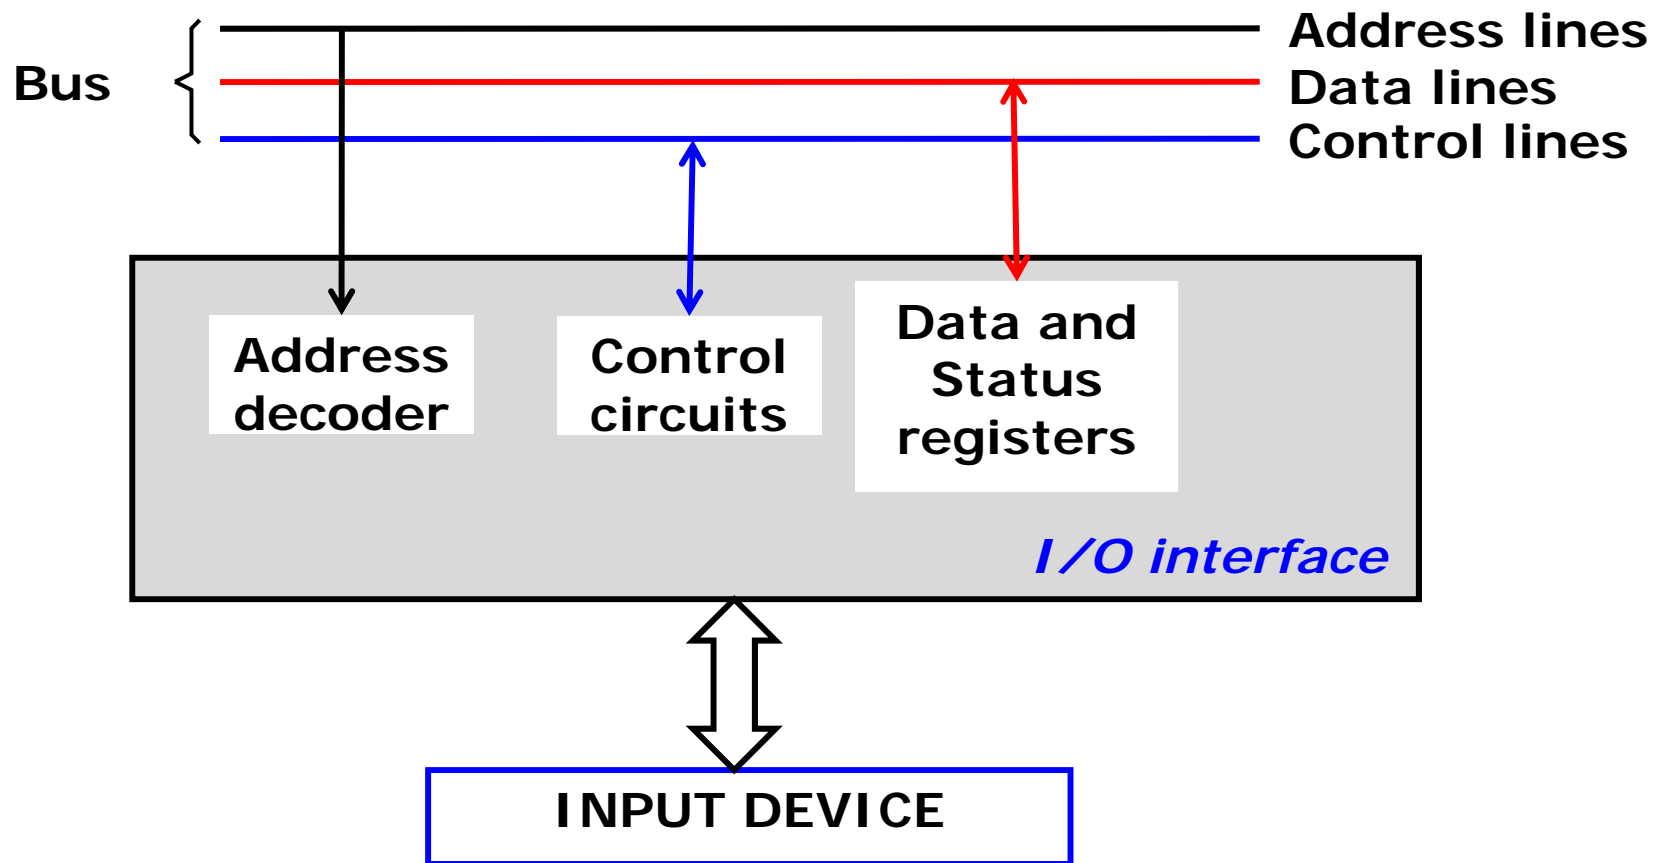 Address lines
Bus
Data lines
Control lines
Address
decoder
Control
circuits
Data and
Status
registers
I/O interface
INPUT DEVICE